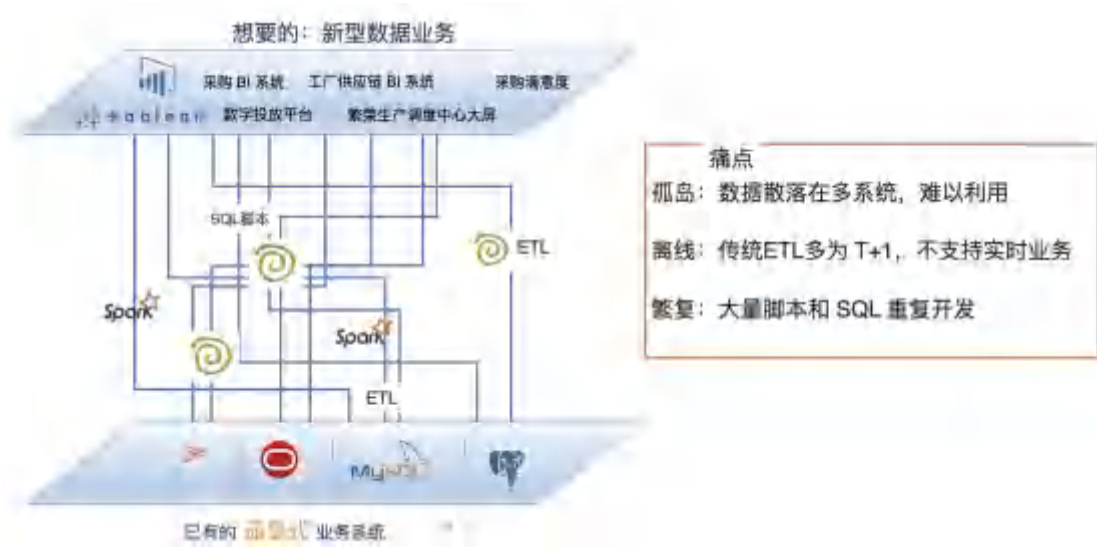 想要的：新型数据业务
采购 BI 系统 工厂供应链 BI 系统 采购满意度
+ableau 数字投放平台 繁荣生产调度中心大屏
SQL脚本
ETL
Spark
Spark
ETL
MySQL
已有的 业务系统
痛点
孤岛：数据散落在多系统，难以利用
离线：传统ETL多为 T+1，不支持实时业务
繁复：大量脚本和 SQL 重复开发